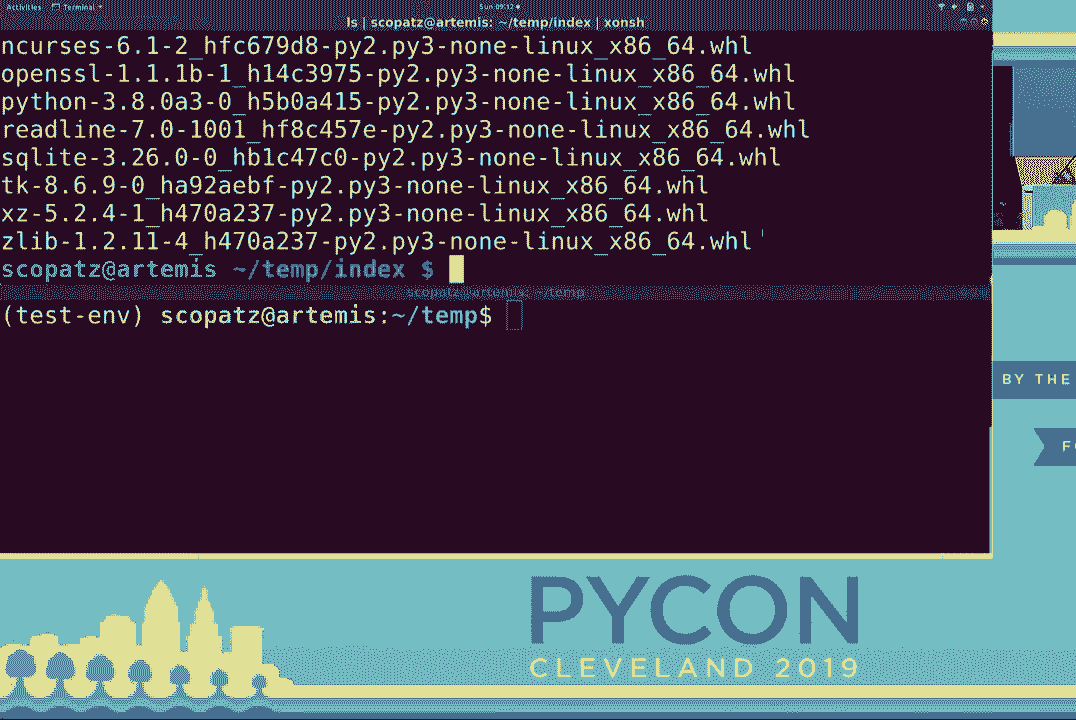 Activities Terminal Sun 09:12
ls | scopatz@artemis: ~/temp/index | xonsh
ncurses-6.1-2_hfc679d8-py2.py3-none-linux_x86_64.whl
openssl-1.1.1b-1_h14c3975-py2.py3-none-linux_x86_64.whl
python-3.8.0a3-0_h5b0a415-py2.py3-none-linux_x86_64.whl
readline-7.0-1001_hf8c457e-py2.py3-none-linux_x86_64.whl
sqlite-3.26.0-0_hb1c47c0-py2.py3-none-linux_x86_64.whl
tk-8.6.9-0_ha92aebf-py2.py3-none-linux_x86_64.whl
xz-5.2.4-1_h470a237-py2.py3-none-linux_x86_64.whl
zlib-1.2.11-4_h470a237-py2.py3-none-linux_x86_64.whl
scopatz@artemis ~/temp/index $
scopatz@artemis: ~/temp
(test-env) scopatz@artemis:~/temp$
BY THE
PYCON
CLEVELAND 2019